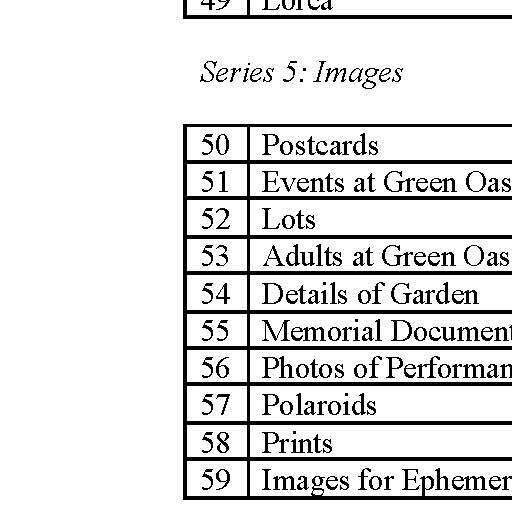 49 Lorca
Series 5: Images
50 Postcards
51 Events at Green Oas
52 Lots
53 Adults at Green Oas
54 Details of Garden
55 Memorial Document
56 Photos of Performan
57 Polaroids
58 Prints
59 Images for Ephemer